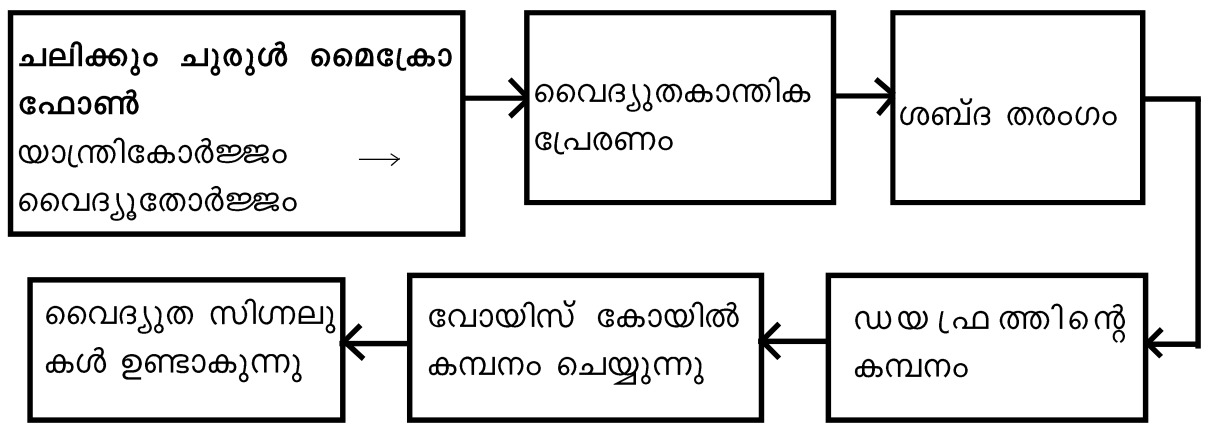 ചലിക്കും ചുരുൾ മൈക്രോ
ഫോൺ
യാന്ത്രികോർജ്ജം →
വൈദ്യൂതോർജ്ജം
വൈദ്യുതകാന്തിക
പ്രേരണം
ശബ്ദ തരംഗം
ഡയഫ്രത്തിന്റെ
കമ്പനം
വോയിസ് കോയിൽ
കമ്പനം ചെയ്യുന്നു
വൈദ്യുത സിഗ്നലു
കൾ ഉണ്ടാകുന്നു